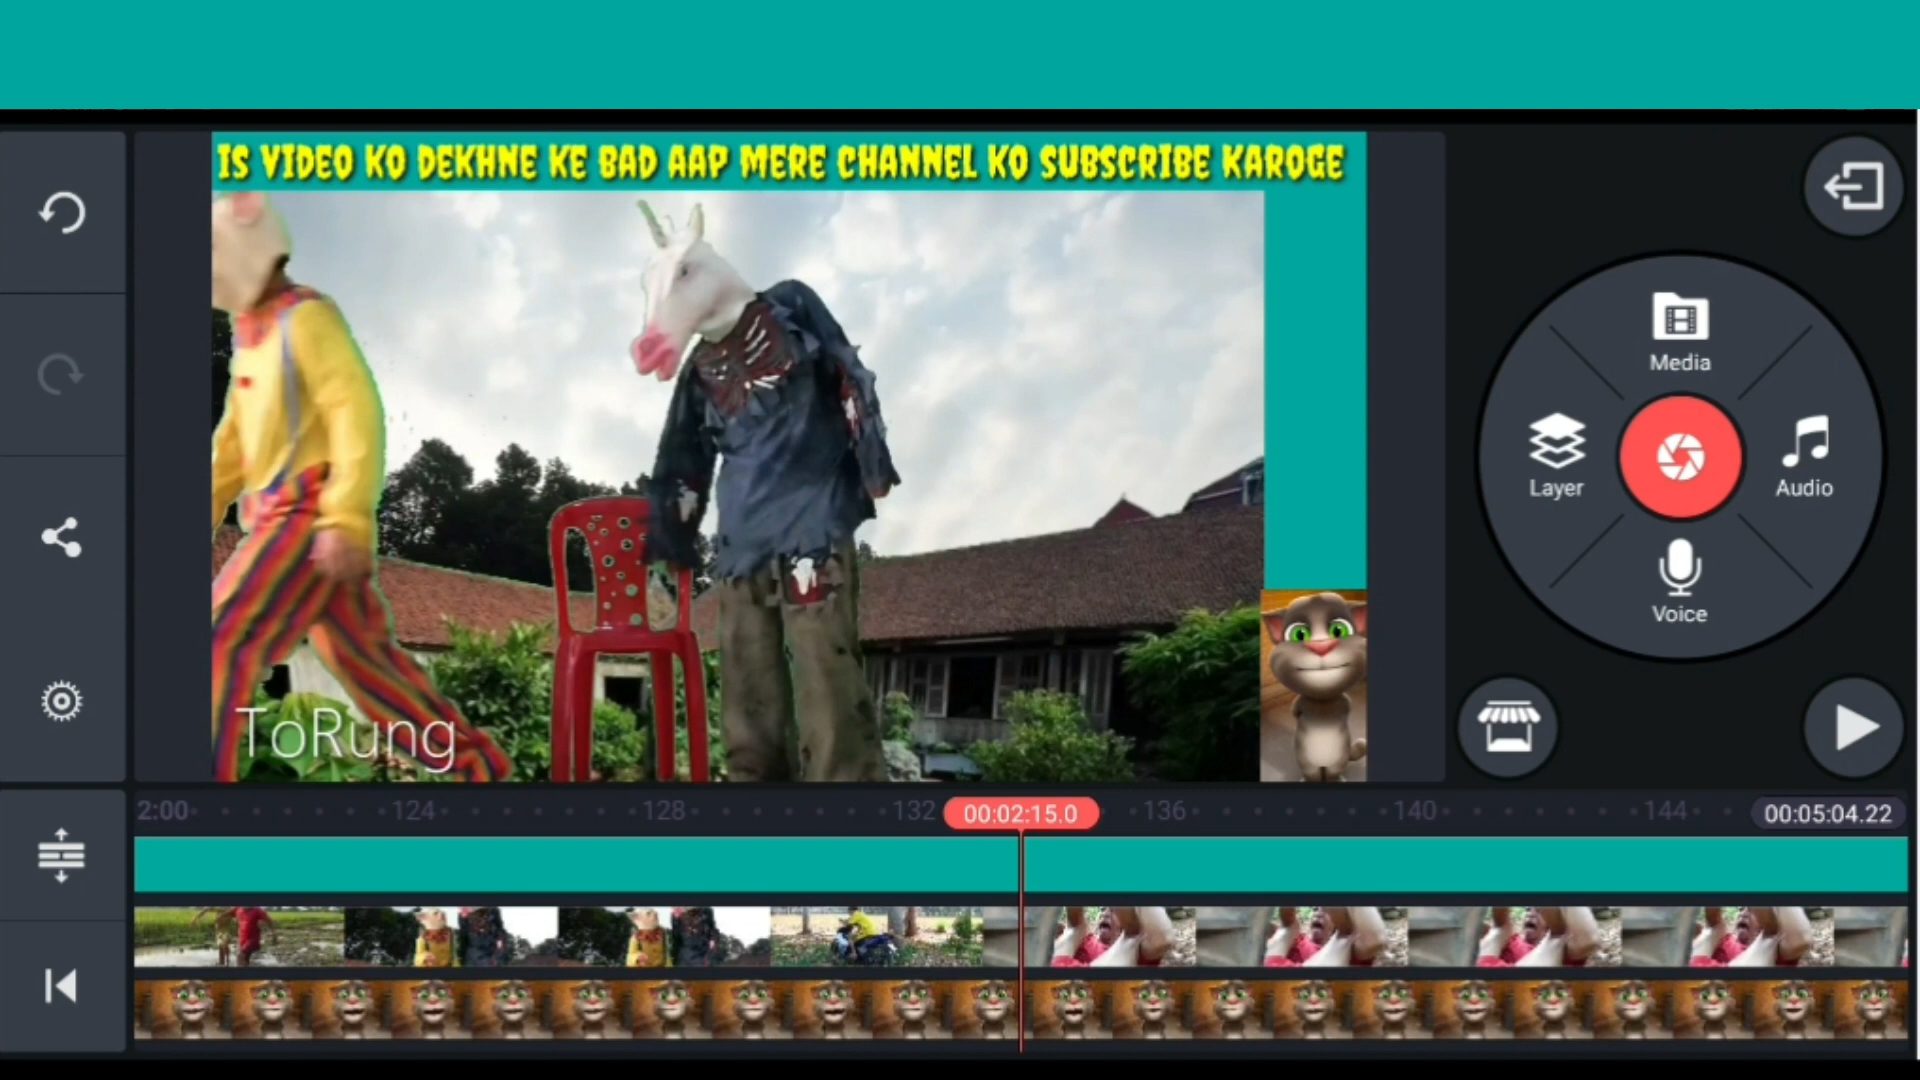 IS VIDEO KO DEKHNE KE BAD AAP MERE CHANNEL KO SUBSCRIBE KAROGE
Media
Layer
Audio
Voice
ToRung
2:00
124
128
132
00:02:15.0
136
140
144
00:05:04.22